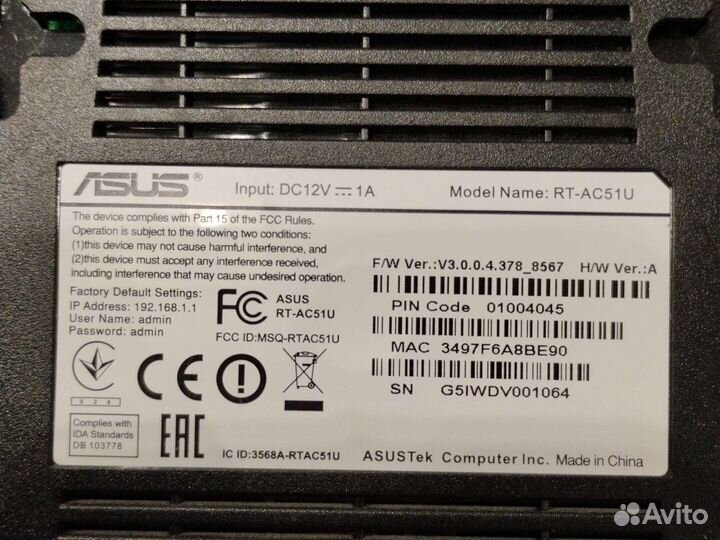 ASUS®
Input: DC12V ⎓ 1A
Model Name: RT-AC51U
The device complies with Part 15 of the FCC Rules.
Operation is subject to the following two conditions:
(1)this device may not cause harmful interference, and
(2)this device must accept any interference received,
including interference that may cause undesired operation.
F/W Ver.:V3.0.0.4.378_8567 H/W Ver.:A
Factory Default Settings:
IP Address: 192.168.1.1
User Name: admin
Password: admin
FC ASUS
RT-AC51U
FCC ID:MSQ-RTAC51U
PIN Code 01004045
MAC 3497F6A8BE90
SN G5IWDV001064
028
CE
Complies with
IDA Standards
DB 103778
EAC
IC ID:3568A-RTAC51U
ASUSTek Computer Inc. Made in China
Avito